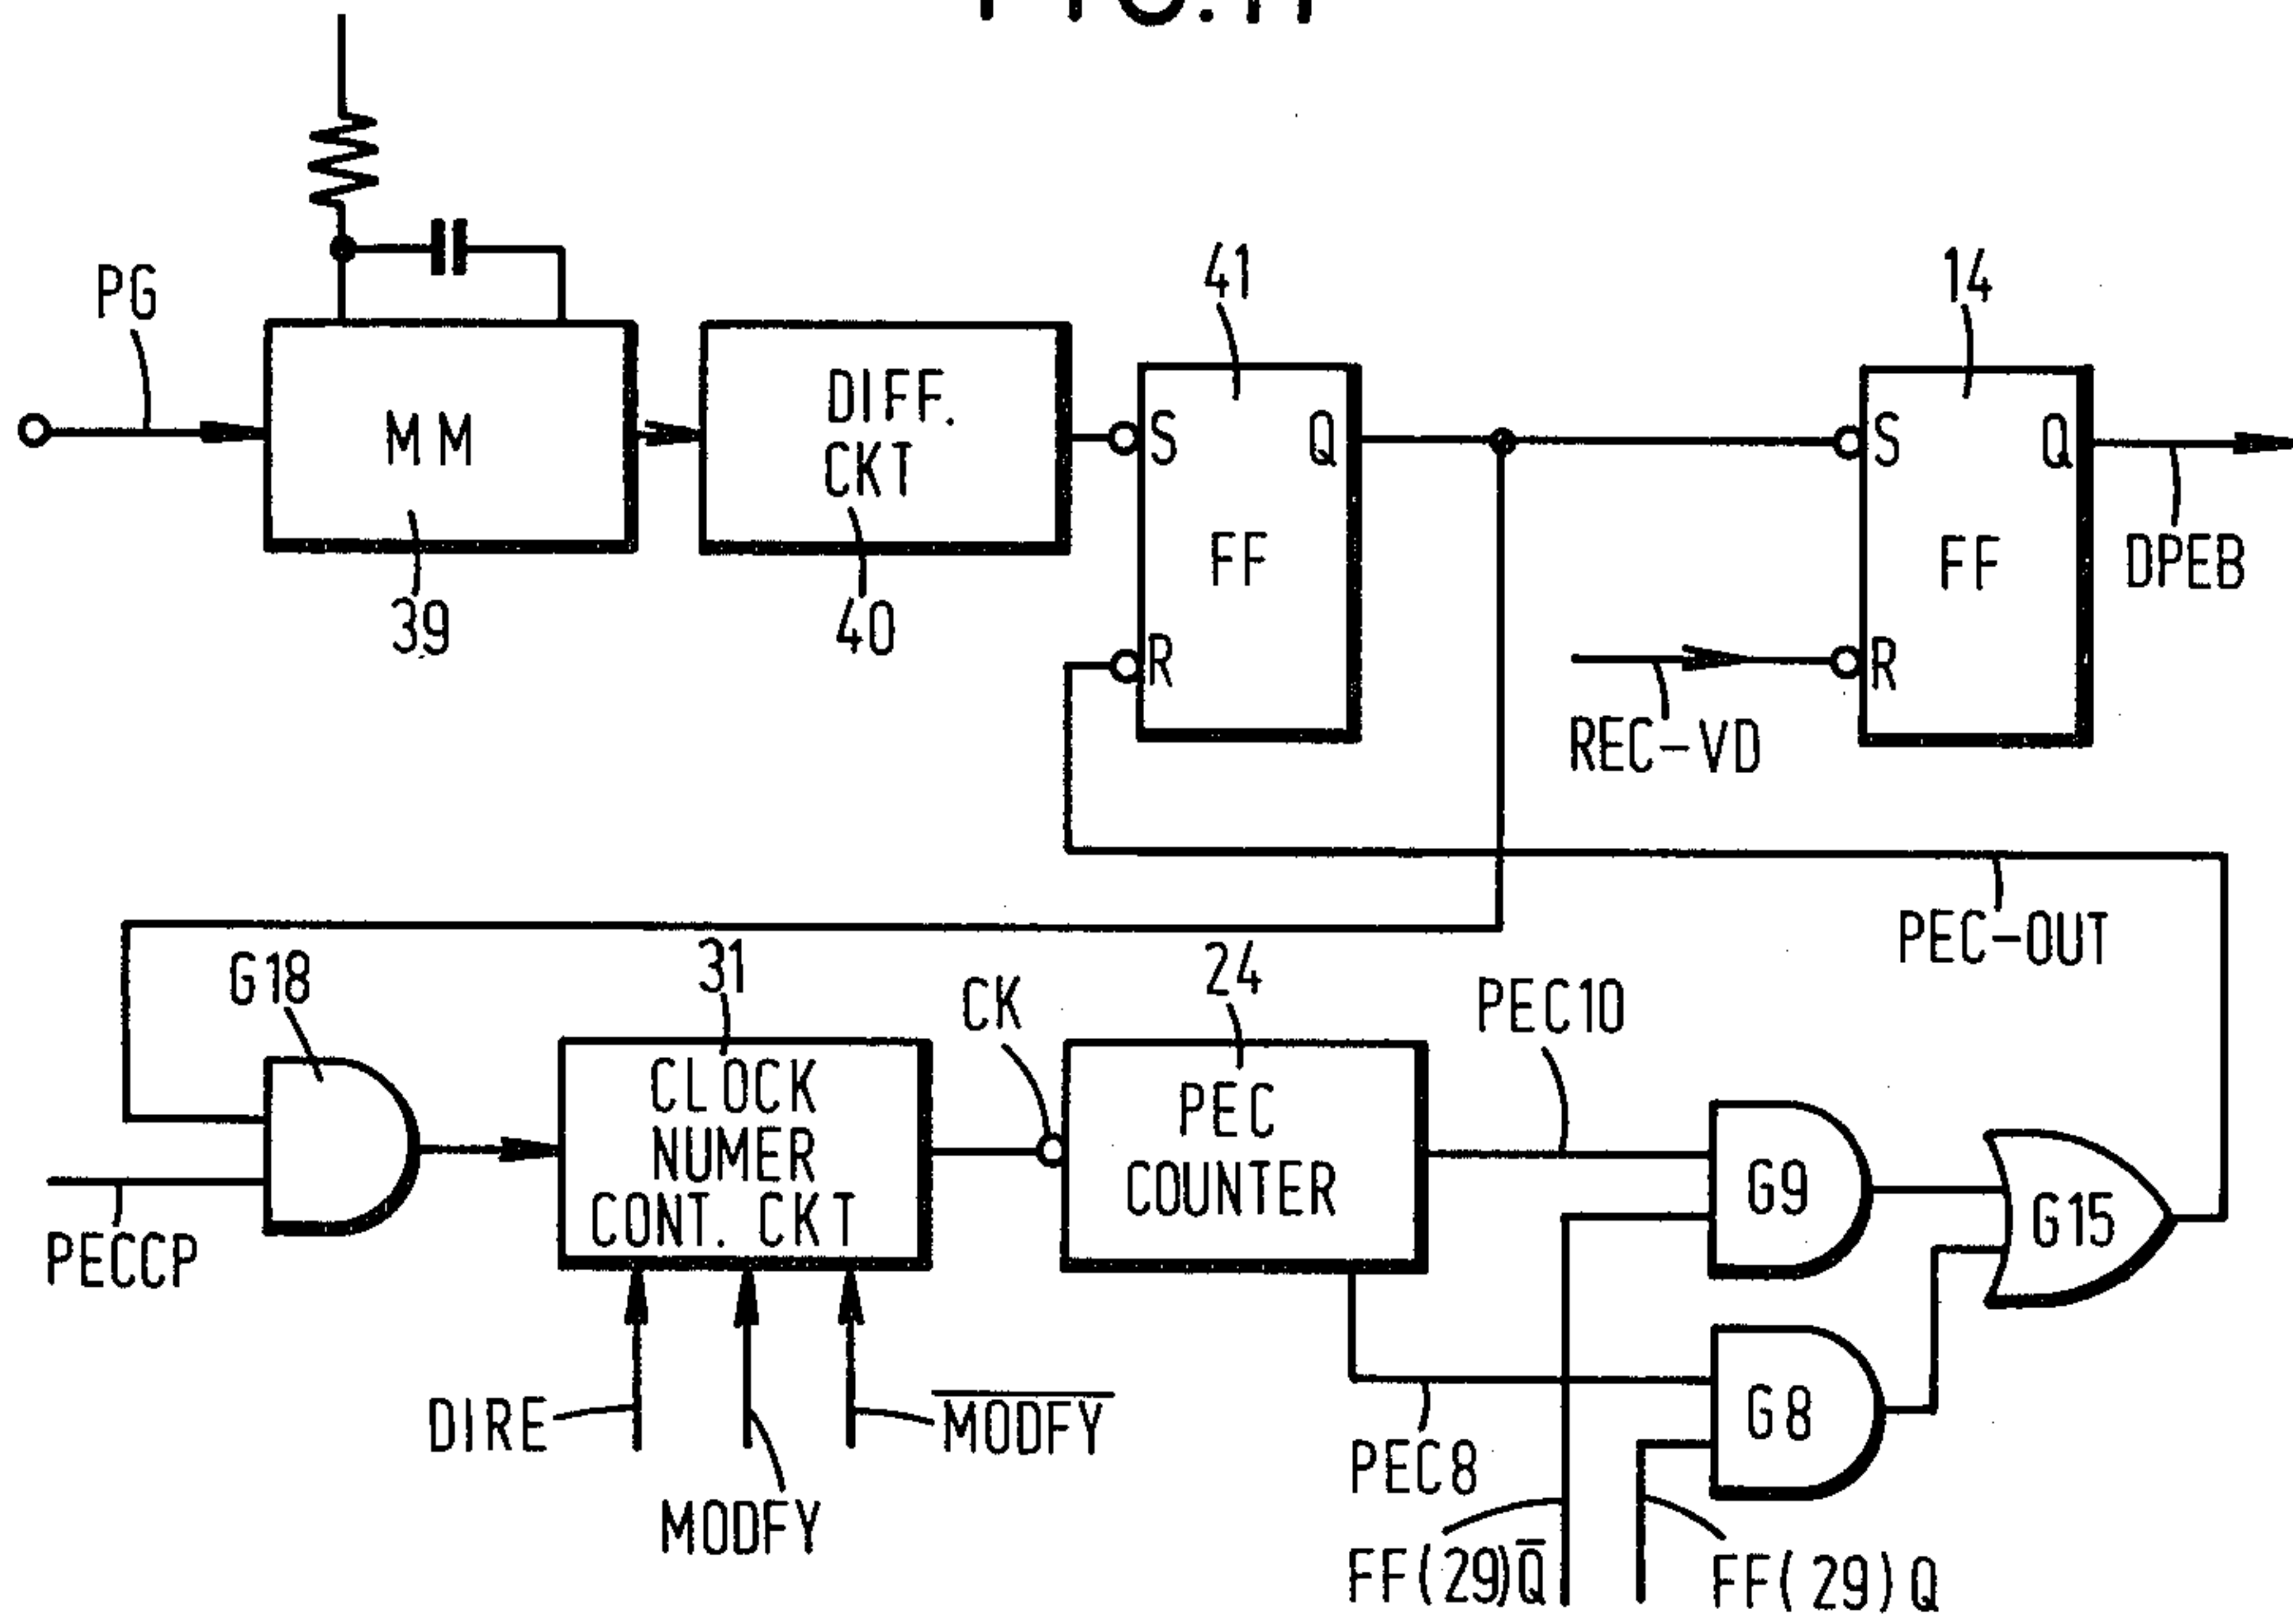 PG
MM
39
DIFF.
CKT
40
41
S
Q
FF
R
14
S
Q
FF
R
DPEB
REC-VD
PEC-OUT
G18
PECCP
31
CLOCK
NUMER
CONT. CKT
DIRE
MODFY
MODFY
CK
24
PEC
COUNTER
PEC10
PEC8
G9
G8
G15
FF(29)Q̅
FF(29)Q